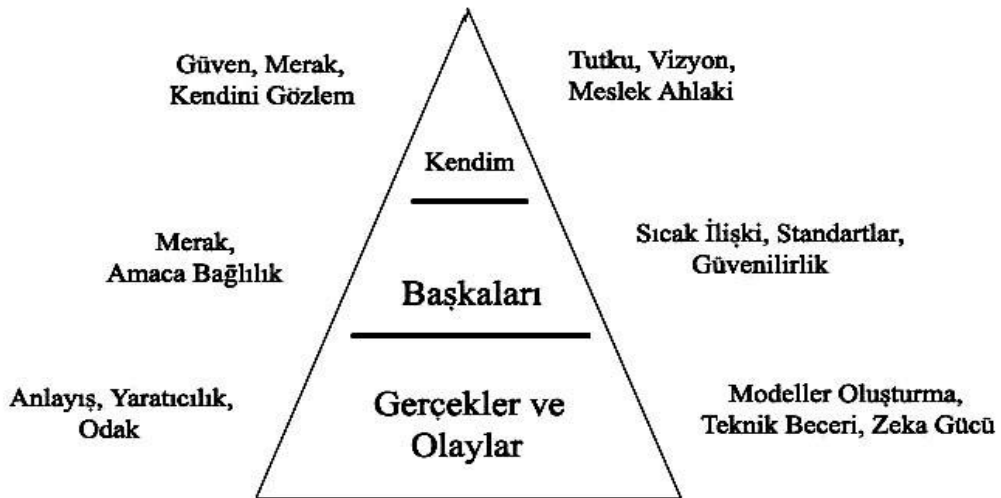 Güven, Merak,
Kendini Gözlem
Tutku, Vizyon,
Meslek Ahlaki
Kendim
Merak,
Amaca Bağlılık
Sıcak İlişki, Standartlar,
Güvenilirlik
Başkaları
Anlayış, Yaratıcılık,
Odak
Gerçekler ve
Olaylar
Modeller Oluşturma,
Teknik Beceri, Zeka Gücü